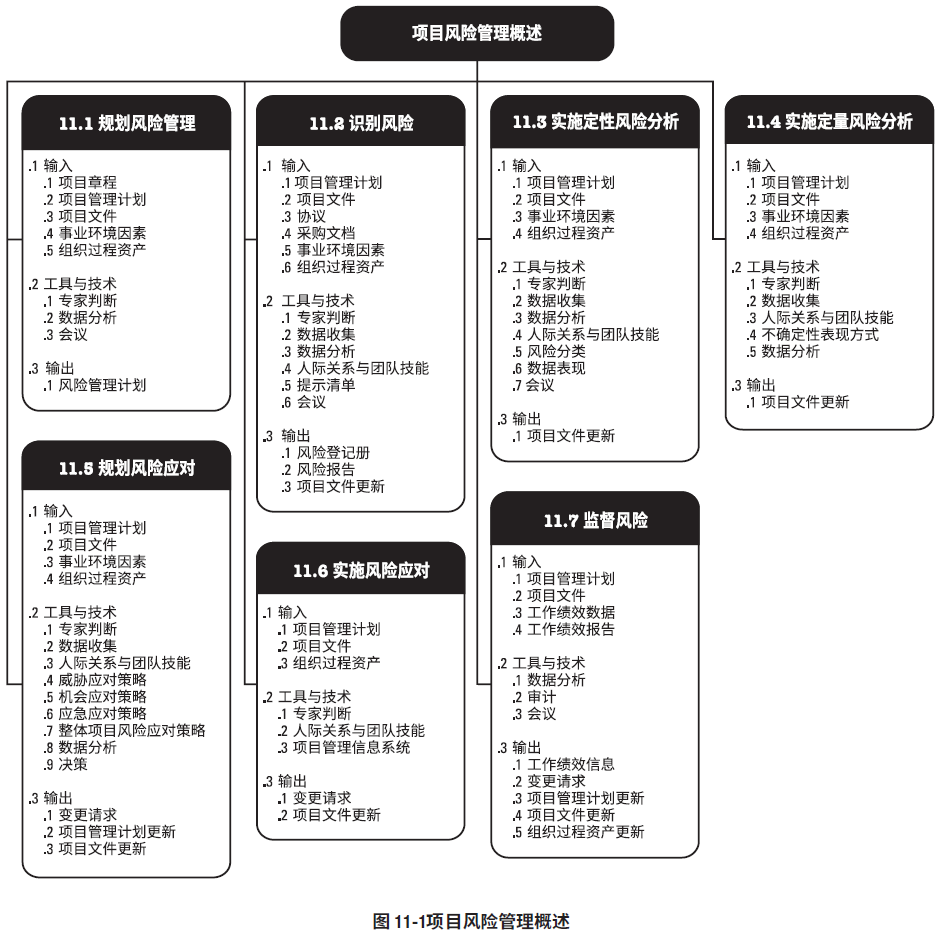 项目风险管理概述
11.1 规划风险管理
.1 输入
.1 项目章程
.2 项目管理计划
.3 项目文件
.4 事业环境因素
.5 组织过程资产
.2 工具与技术
.1 专家判断
.2 数据分析
.3 会议
.3 输出
.1 风险管理计划
11.2 识别风险
.1 输入
.1 项目管理计划
.2 项目文件
.3 协议
.4 采购文档
.5 事业环境因素
.6 组织过程资产
.2 工具与技术
.1 专家判断
.2 数据收集
.3 数据分析
.4 人际关系与团队技能
.5 提示清单
.6 会议
.3 输出
.1 风险登记册
.2 风险报告
.3 项目文件更新
11.3 实施定性风险分析
.1 输入
.1 项目管理计划
.2 项目文件
.3 事业环境因素
.4 组织过程资产
.2 工具与技术
.1 专家判断
.2 数据收集
.3 数据分析
.4 人际关系与团队技能
.5 风险分类
.6 数据表现
.7 会议
.3 输出
.1 项目文件更新
11.4 实施定量风险分析
.1 输入
.1 项目管理计划
.2 项目文件
.3 事业环境因素
.4 组织过程资产
.2 工具与技术
.1 专家判断
.2 数据收集
.3 人际关系与团队技能
.4 不确定性表现方式
.5 数据分析
.3 输出
.1 项目文件更新
11.5 规划风险应对
.1 输入
.1 项目管理计划
.2 项目文件
.3 事业环境因素
.4 组织过程资产
.2 工具与技术
.1 专家判断
.2 数据收集
.3 人际关系与团队技能
.4 威胁应对策略
.5 机会应对策略
.6 应急应对策略
.7 整体项目风险应对策略
.8 数据分析
.9 决策
.3 输出
.1 变更请求
.2 项目管理计划更新
.3 项目文件更新
11.6 实施风险应对
.1 输入
.1 项目管理计划
.2 项目文件
.3 组织过程资产
.2 工具与技术
.1 专家判断
.2 人际关系与团队技能
.3 项目管理信息系统
.3 输出
.1 变更请求
.2 项目文件更新
11.7 监督风险
.1 输入
.1 项目管理计划
.2 项目文件
.3 工作绩效数据
.4 工作绩效报告
.2 工具与技术
.1 数据分析
.2 审计
.3 会议
.3 输出
.1 工作绩效信息
.2 变更请求
.3 项目管理计划更新
.4 项目文件更新
.5 组织过程资产更新
图 11-1项目风险管理概述